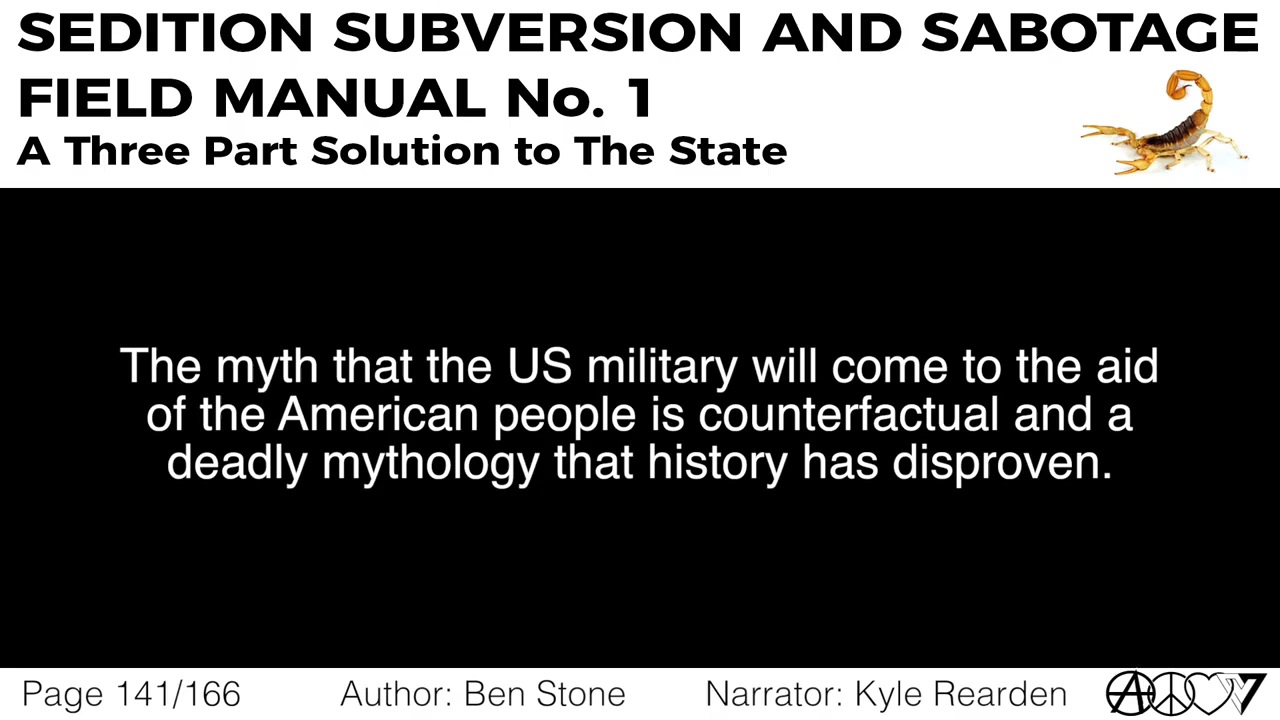 SEDITION SUBVERSION AND SABOTAGE
FIELD MANUAL No. 1
A Three Part Solution to The State
The myth that the US military will come to the aid
of the American people is counterfactual and a
deadly mythology that history has disproven.
Page 141/166 Author: Ben Stone Narrator: Kyle Rearden